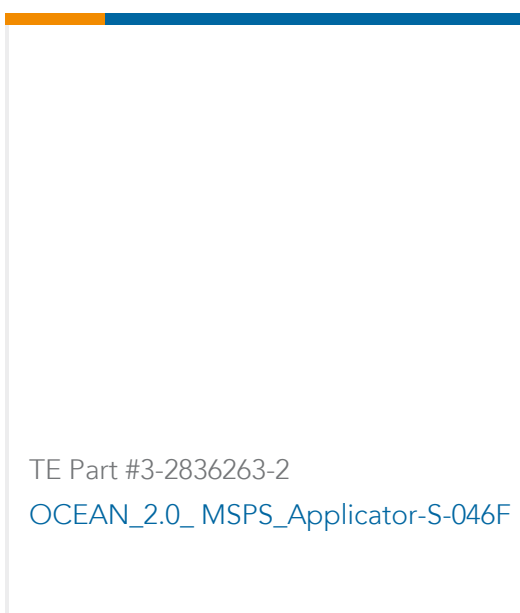 TE Part #3-2836263-2
OCEAN_2.0_ MSPS_Applicator-S-046F